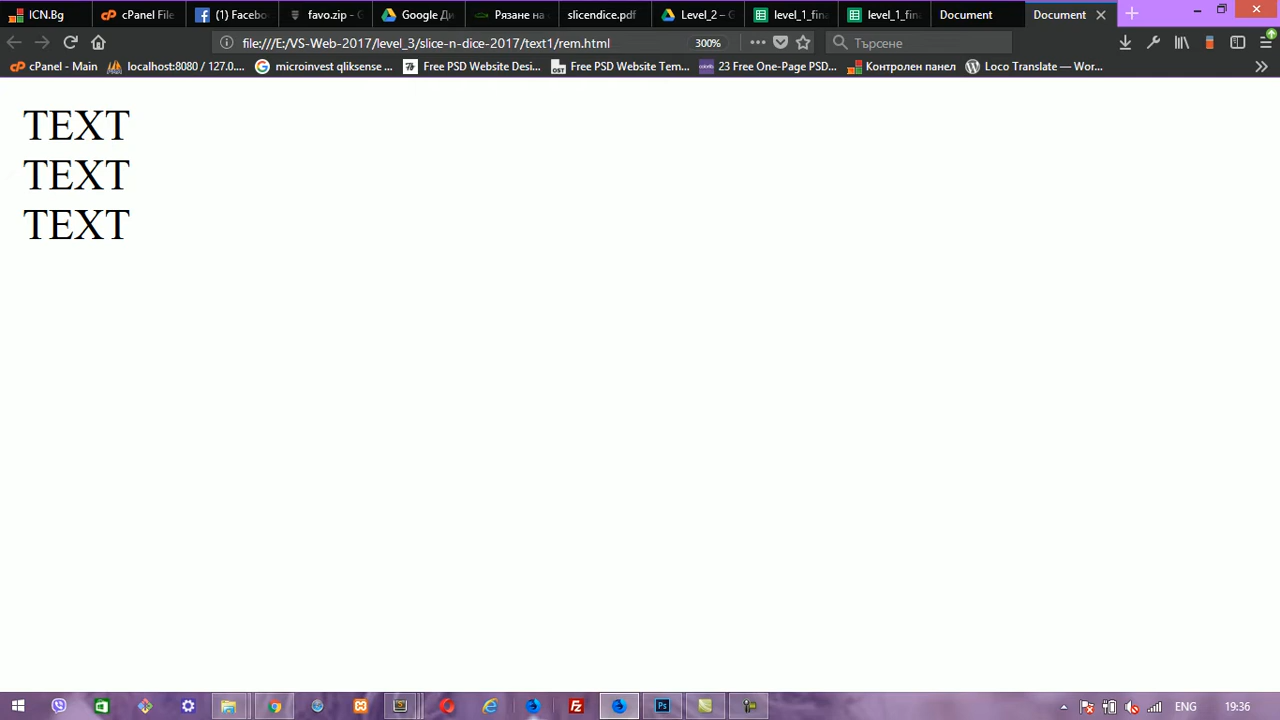 ICN.Bg cPanel File (1) Facebo favo.zip - G Google Ди Рязане на slicendice.pdf Level_2 – G level_1_fina level_1_fin Document Document
file:///E:/VS-Web-2017/level_3/slice-n-dice-2017/text1/rem.html 300% Търсене
cPanel - Main localhost:8080 / 127.0.... microinvest qliksense ... Free PSD Website Desi... Free PSD Website Tem... 23 Free One-Page PSD... Контролен панел Loco Translate — Wor...
TEXT
TEXT
TEXT
ENG 19:36